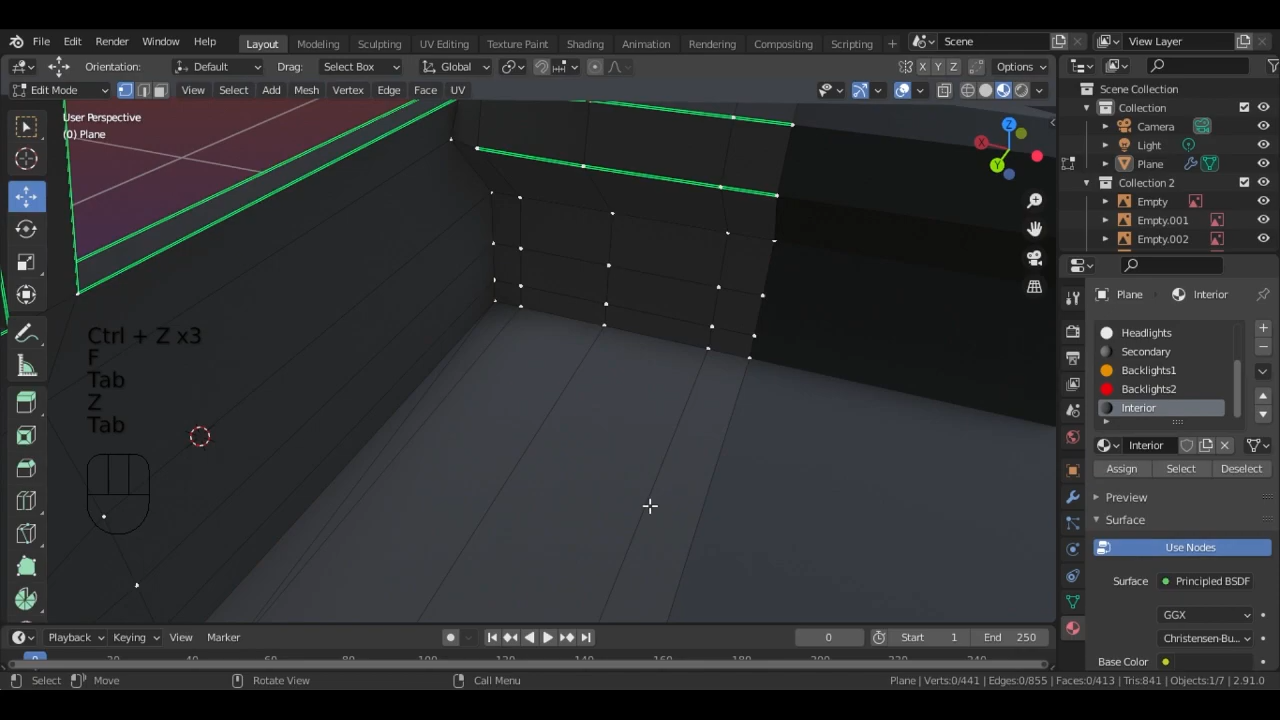 File Edit Render Window Help Layout Modeling Sculpting UV Editing Texture Paint Shading Animation Rendering Compositing Scripting + Scene View Layer
Orientation: Default Drag: Select Box Global X Y Z Options
Edit Mode View Select Add Mesh Vertex Edge Face UV
User Perspective
(0) Plane
Ctrl + Z x3
F
Tab
Z
Tab
X
Y
Z
Scene Collection
Collection
Camera
Light
Plane
Collection 2
Empty
Empty.001
Empty.002
Plane Interior
Headlights
Secondary
Backlights1
Backlights2
Interior
Interior
Assign Select Deselect
Preview
Surface
Use Nodes
Surface Principled BSDF
GGX
Christensen-Bu...
Base Color
Playback Keying View Marker 0 Start 1 End 250
0
Select Move Rotate View Call Menu Plane | Verts:0/441 | Edges:0/855 | Faces:0/413 | Tris:841 | Objects:1/7 | 2.91.0